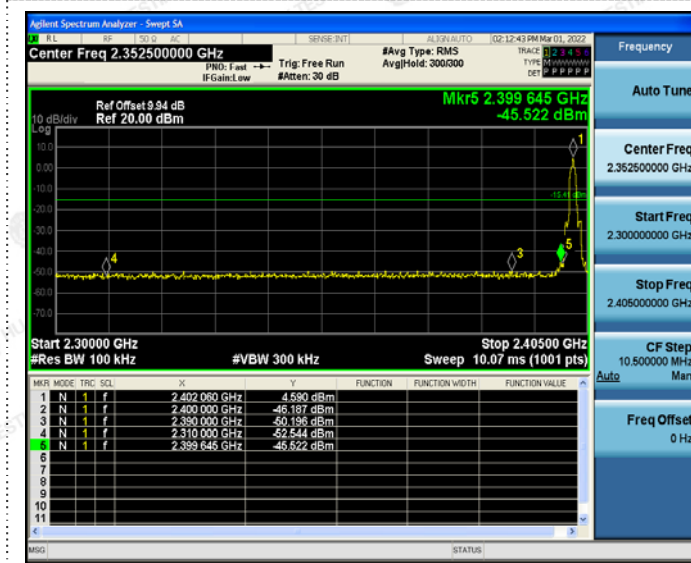 Agilent Spectrum Analyzer - Swept SA
RL RF 50 Ω AC SENSE:INT ALIGN AUTO 02:12:43 PM Mar 01, 2022
Center Freq 2.352500000 GHz #Avg Type: RMS TRACE 1 2 3 4 5 6
PNO: Fast Trig: Free Run Avg|Hold: 300/300 TYPE M WWWWW
IFGain:Low #Atten: 30 dB DET P P P P P P
Frequency
Auto Tune
Mkr5 2.399 645 GHz
Ref Offset 9.94 dB
10 dB/div Ref 20.00 dBm -45.522 dBm
Log
10.0
0.00
-10.0
-15.41 dBm
-20.0
-30.0
-40.0
-50.0
-60.0
-70.0
1
3
4
5
Start 2.30000 GHz Stop 2.40500 GHz
#Res BW 100 kHz #VBW 300 kHz Sweep 10.07 ms (1001 pts)
MKR MODE TRC SCL X Y FUNCTION FUNCTION WIDTH FUNCTION VALUE
1 N 1 f 2.402 060 GHz 4.590 dBm
2 N 1 f 2.400 000 GHz -46.187 dBm
3 N 1 f 2.390 000 GHz -50.196 dBm
4 N 1 f 2.310 000 GHz -52.544 dBm
5 N 1 f 2.399 645 GHz -45.522 dBm
6
7
8
9
10
11
MSG STATUS
Center Freq
2.352500000 GHz
Start Freq
2.300000000 GHz
Stop Freq
2.405000000 GHz
CF Step
10.500000 MHz
Auto Man
Freq Offset
0 Hz